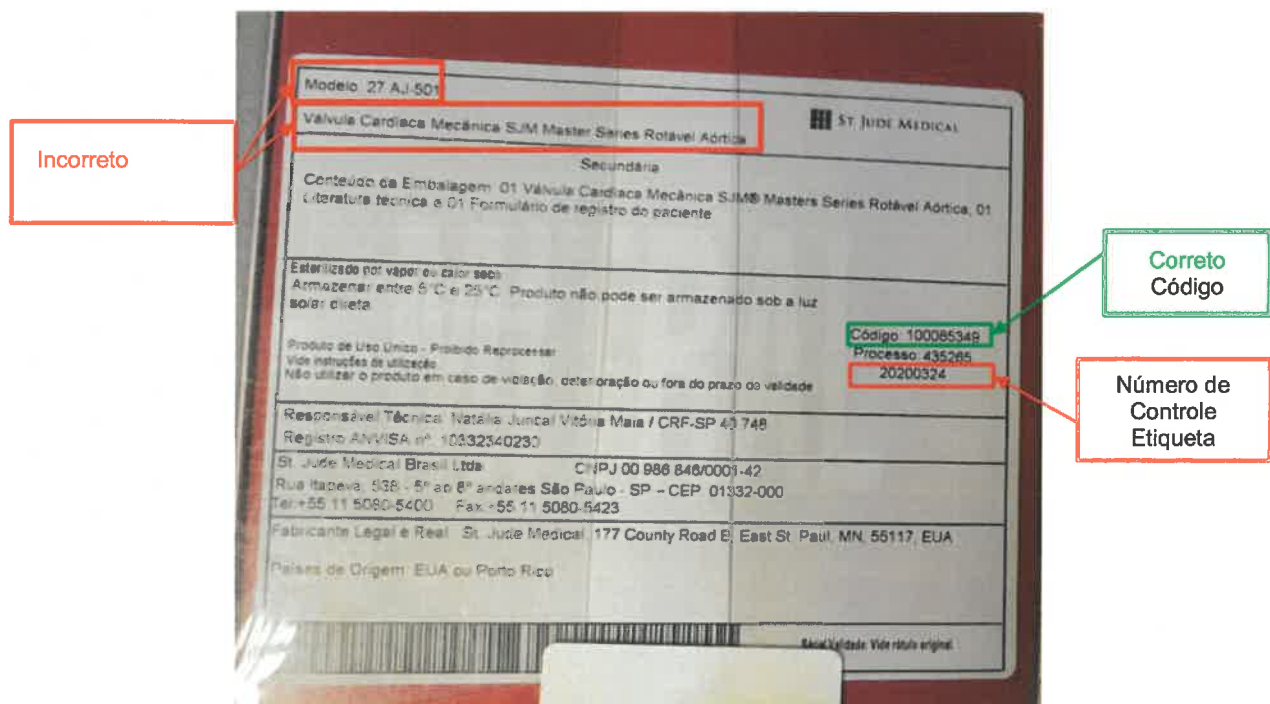 Incorreto
Modelo: 27 AJ-501
ST. JUDE MEDICAL
Válvula Cardíaca Mecânica SJM Master Series Rotável Aórtica
Secundária
Conteúdo da Embalagem: 01 Válvula Cardíaca Mecânica SJM® Masters Series Rotável Aórtica, 01
Literatura técnica e 01 Formulário de registro do paciente
Esterilizado por vapor ou calor seco
Armazenar entre 5°C e 25°C. Produto não pode ser armazenado sob a luz
solar direta
Correto
Código
Código: 100085349
Processo: 435265
20200324
Número de
Controle
Etiqueta
Produto de Uso Único - Proibido Reprocessar
Vide instruções de utilização
Não utilizar o produto em caso de violação, deterioração ou fora do prazo de validade
Responsável Técnica: Natália Juncal Vitória Maia / CRF-SP 40.748
Registro ANVISA nº: 10332340230
St. Jude Medical Brasil Ltda. CNPJ 00.986.846/0001-42
Rua Itapeva, 538 - 5º ao 8º andares São Paulo - SP – CEP 01332-000
Tel +55 11 5080-5400 Fax +55 11 5080-5423
Fabricante Legal e Real: St. Jude Medical, 177 County Road B, East St. Paul, MN, 55117, EUA
Países de Origem: EUA ou Porto Rico
Validade: Vide rótulo original